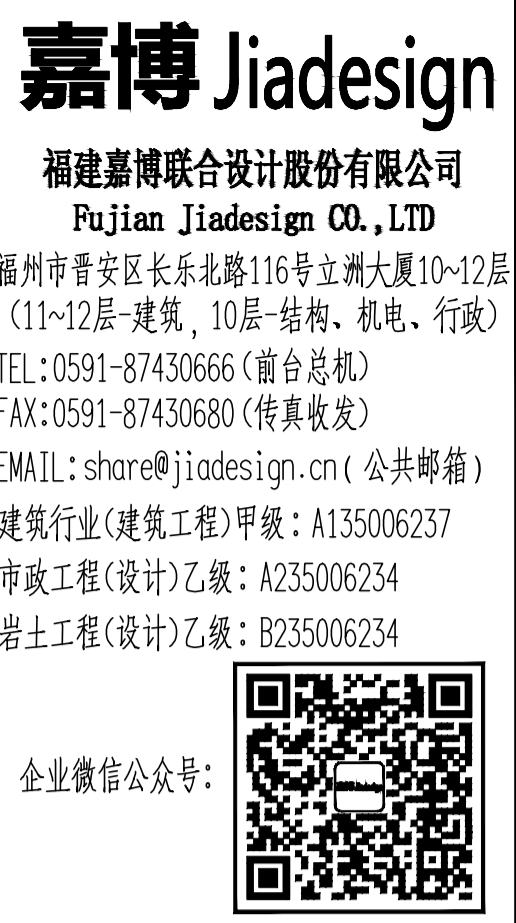 嘉博 Jiadesign
福建嘉博联合设计股份有限公司
Fujian Jiadesign CO.,LTD
福州市晋安区长乐北路116号立洲大厦10~12层
（11~12层-建筑，10层-结构、机电、行政）
TEL:0591-87430666(前台总机)
FAX:0591-87430680(传真收发)
EMAIL:share@jiadesign.cn(公共邮箱)
建筑行业(建筑工程)甲级：A135006237
市政工程(设计)乙级：A235006234
岩土工程(设计)乙级：B235006234
企业微信公众号：